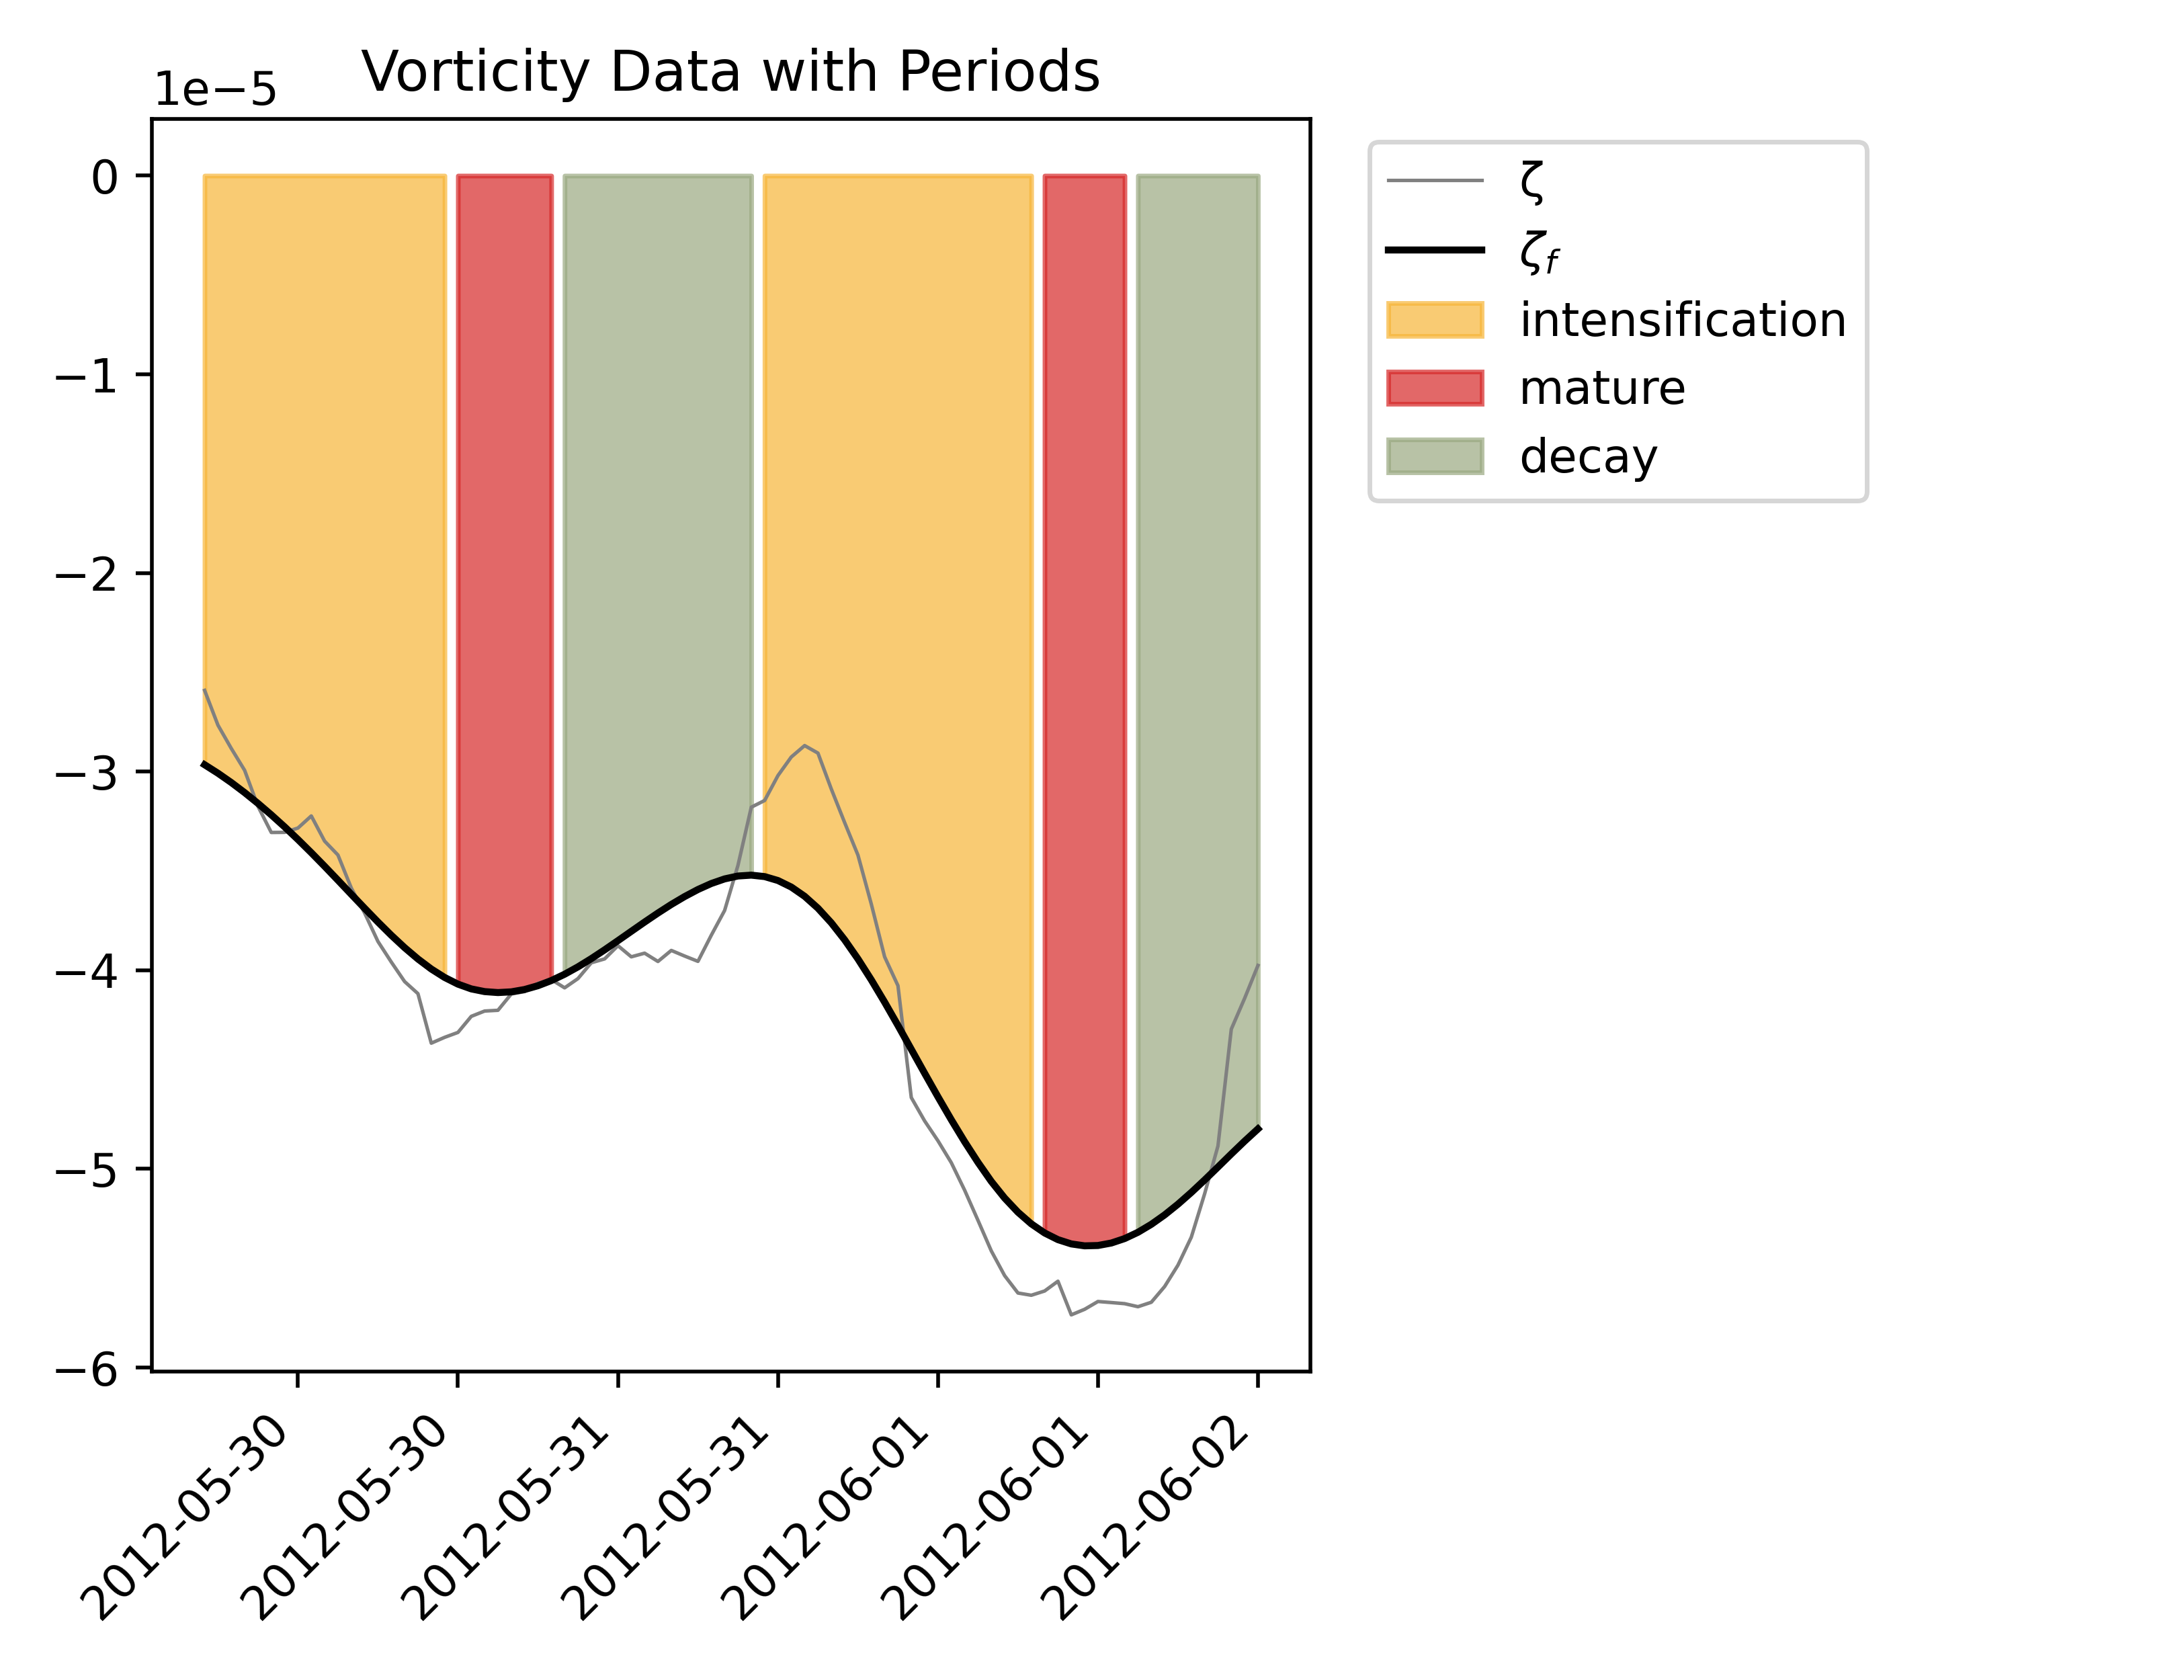 Vorticity Data with Periods
1e−5
0
−1
−2
−3
−4
−5
−6
2012-05-30
2012-05-30
2012-05-31
2012-05-31
2012-06-01
2012-06-01
2012-06-02
ζ
ζf
intensification
mature
decay